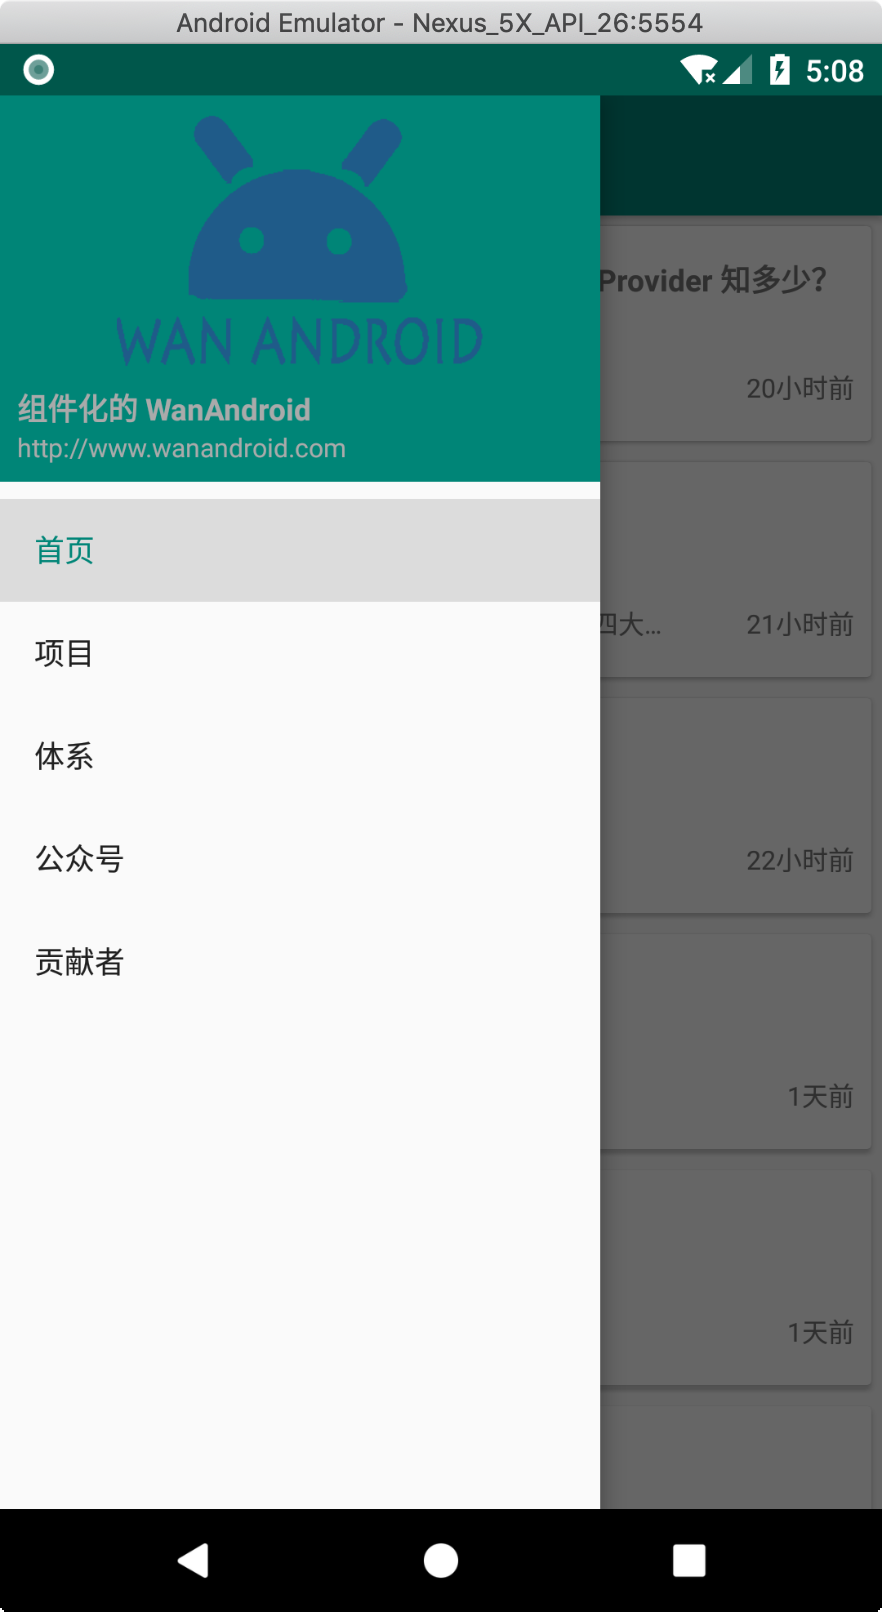 Android Emulator - Nexus_5X_API_26:5554
5:08
WAN ANDROID
组件化的 WanAndroid
http://www.wanandroid.com
首页
项目
体系
公众号
贡献者
Provider 知多少？
20小时前
四大...
21小时前
22小时前
1天前
1天前